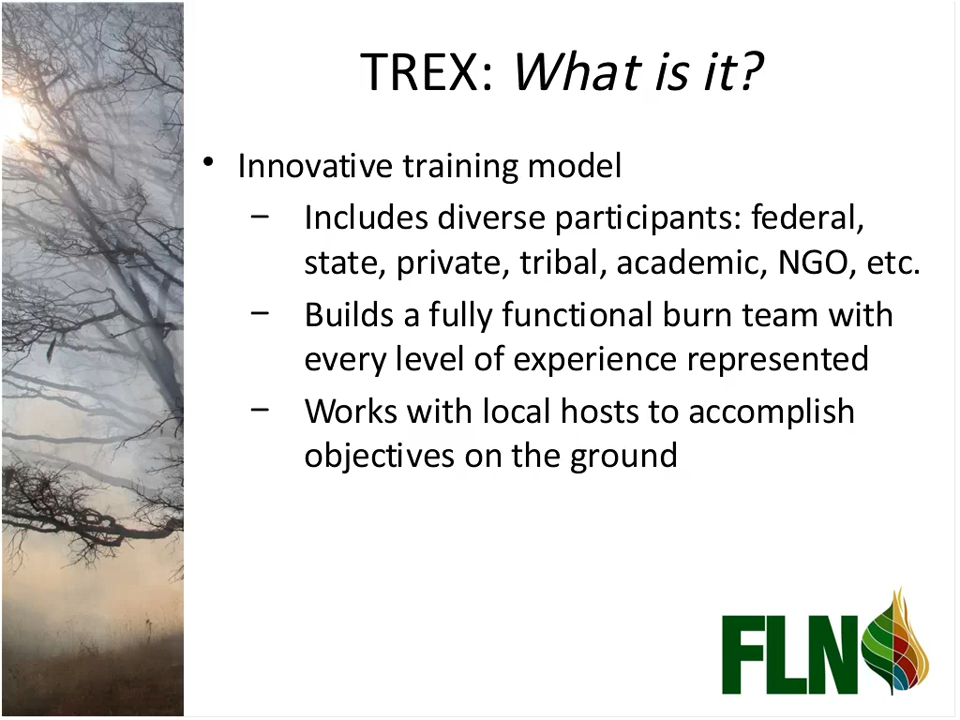 TREX: What is it?
• Innovative training model
– Includes diverse participants: federal,
state, private, tribal, academic, NGO, etc.
– Builds a fully functional burn team with
every level of experience represented
– Works with local hosts to accomplish
objectives on the ground
FLN